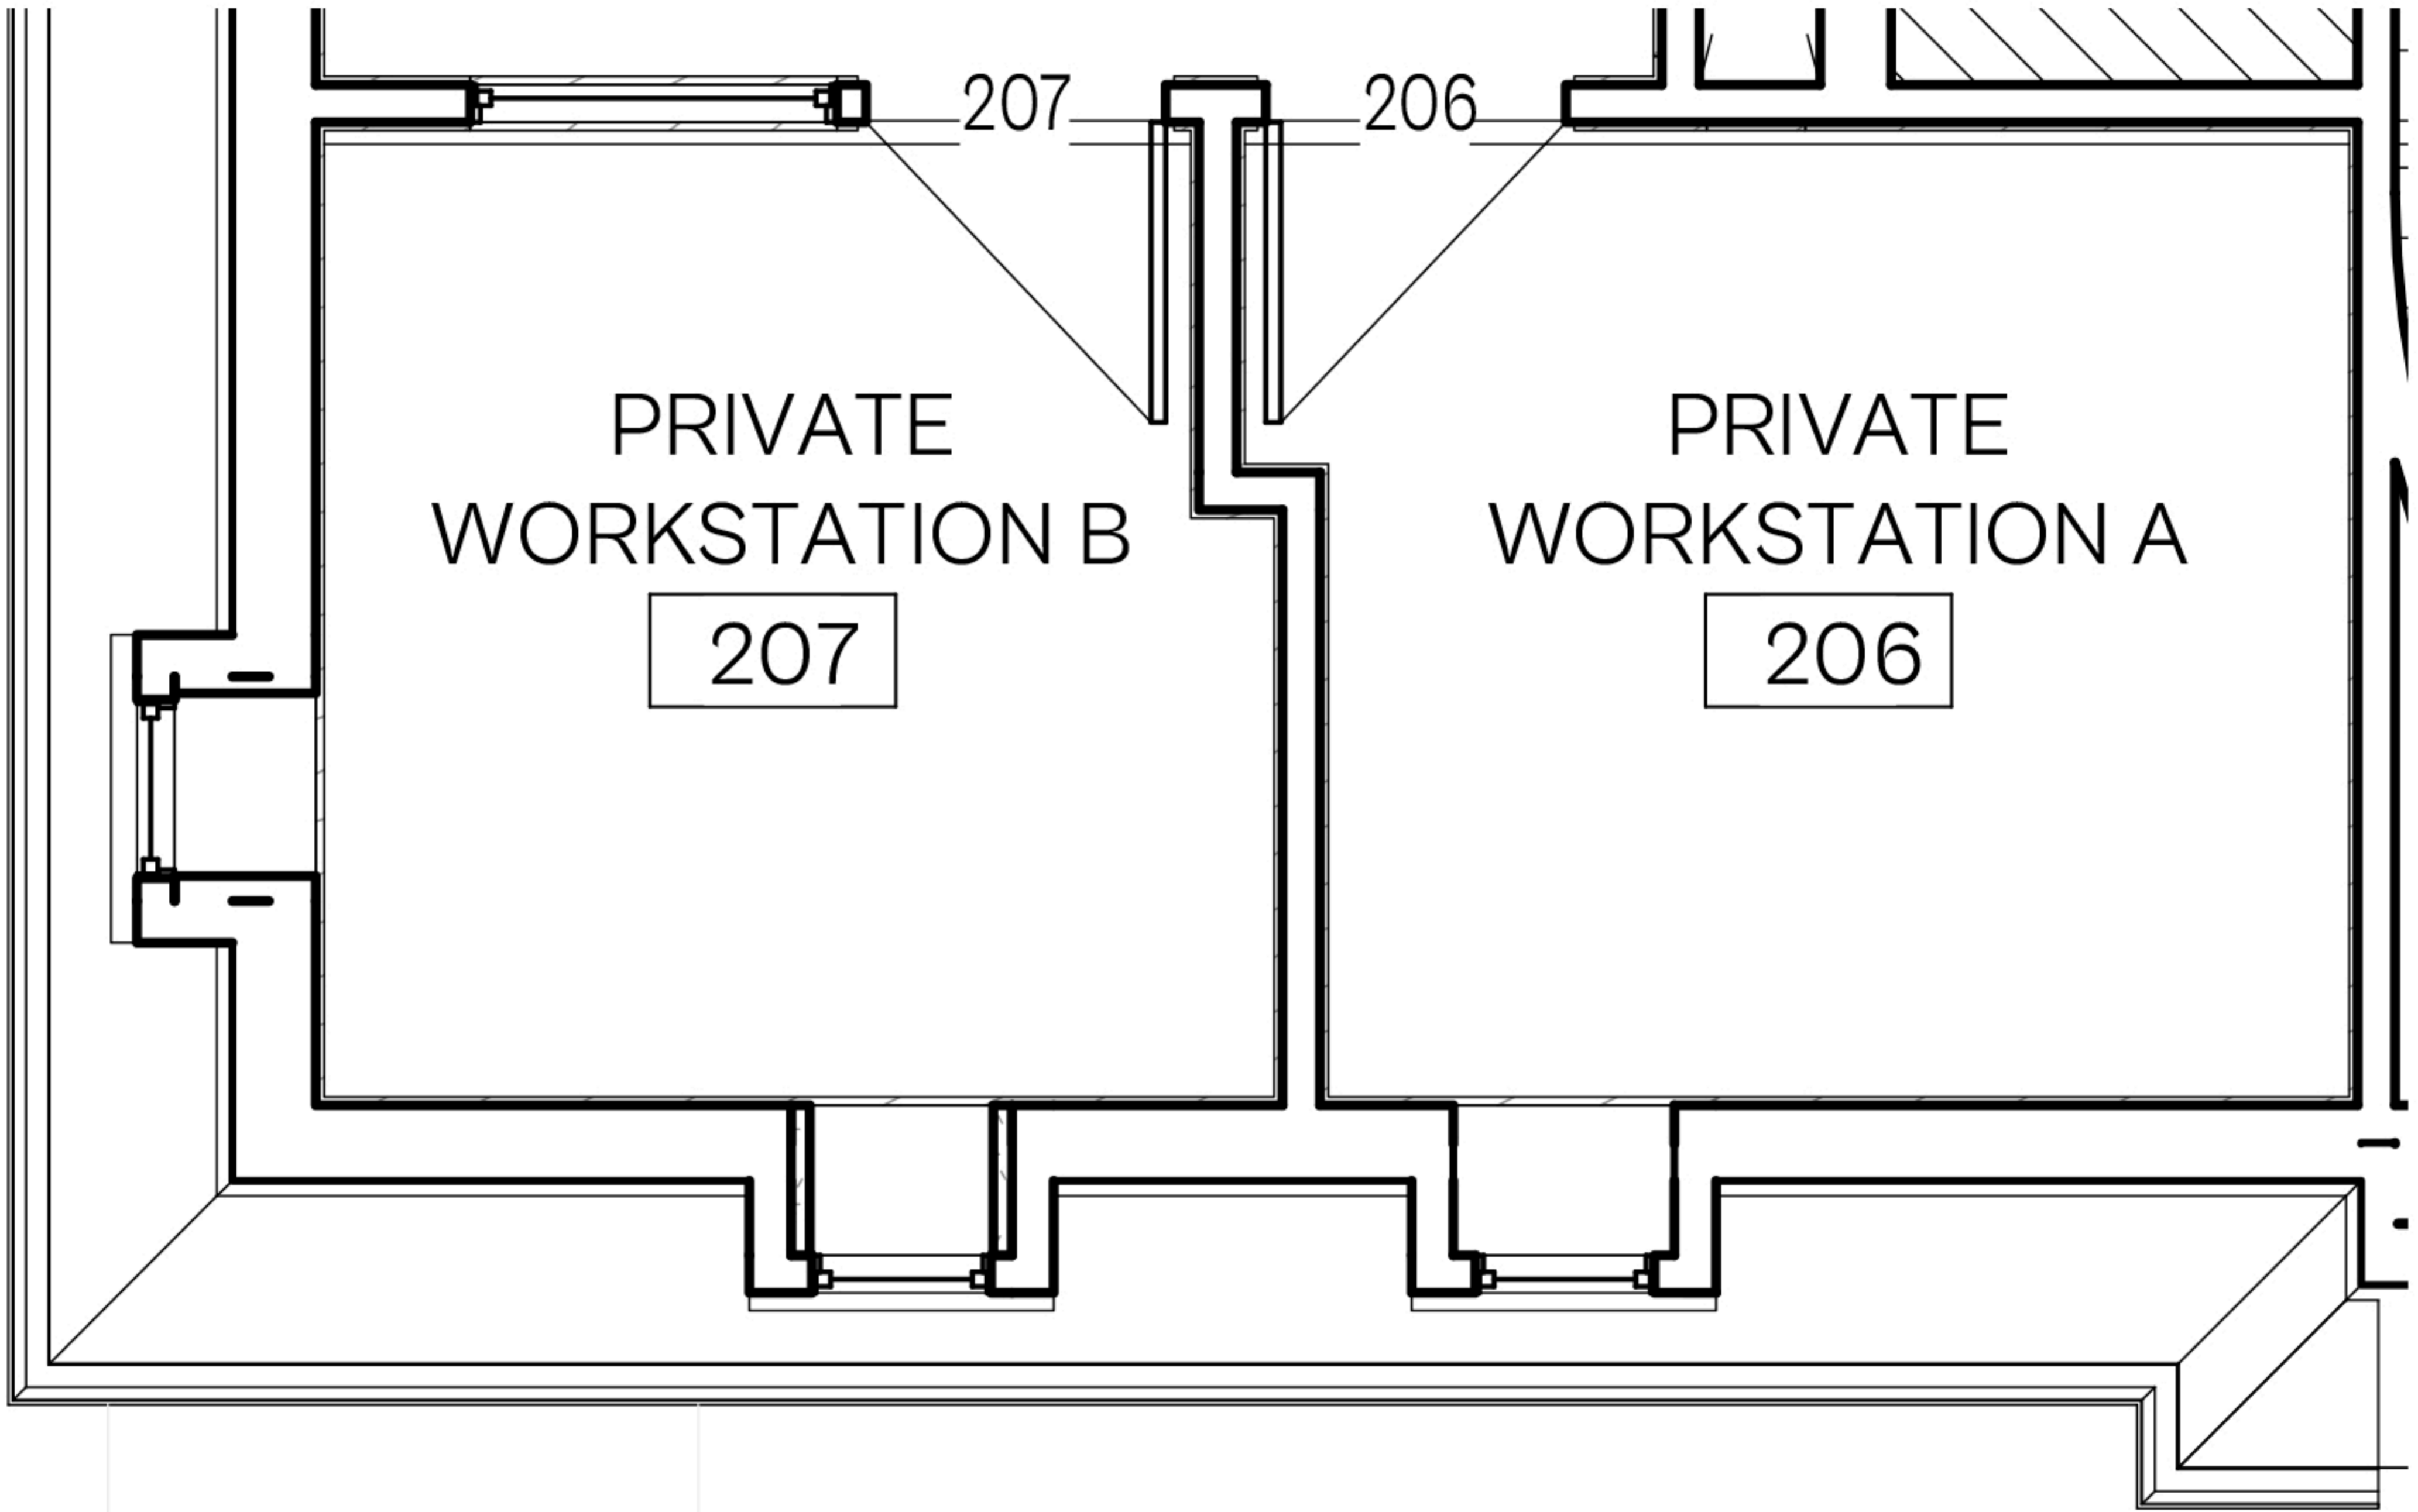 207
206
PRIVATE
WORKSTATION B
207
PRIVATE
WORKSTATION A
206